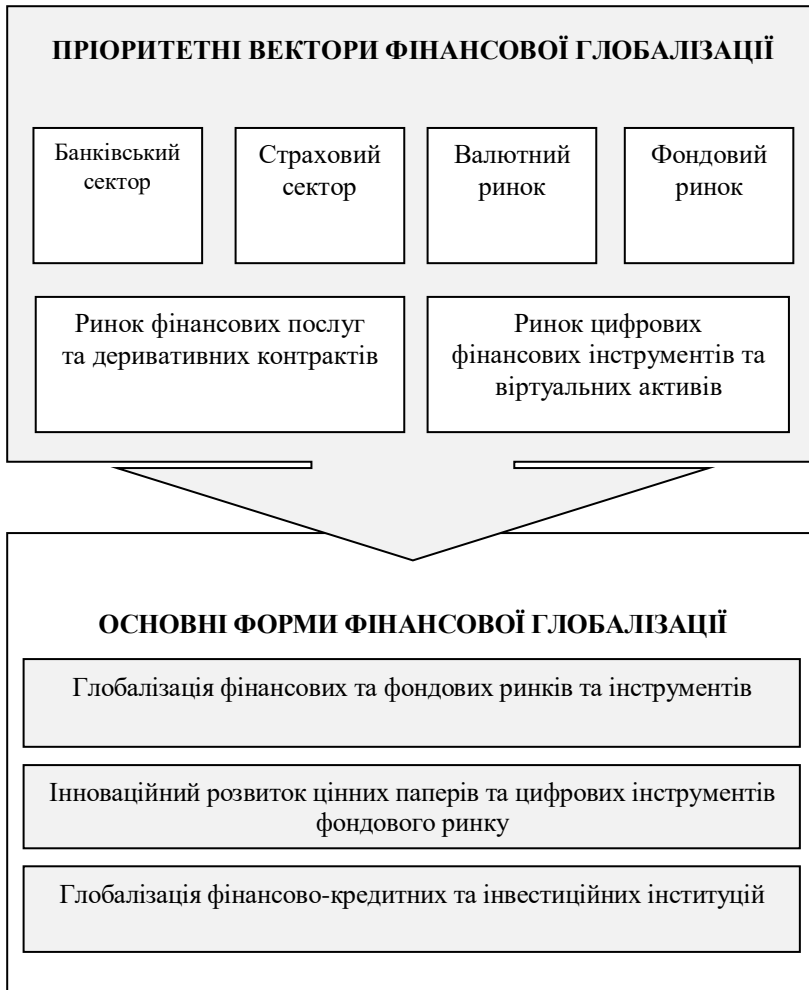 ПРІОРИТЕТНІ ВЕКТОРИ ФІНАНСОВОЇ ГЛОБАЛІЗАЦІЇ
Банківський
сектор
Страховий
сектор
Валютний
ринок
Фондовий
ринок
Ринок фінансових послуг
та деривативних контрактів
Ринок цифрових
фінансових інструментів та
віртуальних активів
ОСНОВНІ ФОРМИ ФІНАНСОВОЇ ГЛОБАЛІЗАЦІЇ
Глобалізація фінансових та фондових ринків та інструментів
Інноваційний розвиток цінних паперів та цифрових інструментів
фондового ринку
Глобалізація фінансово-кредитних та інвестиційних інституцій